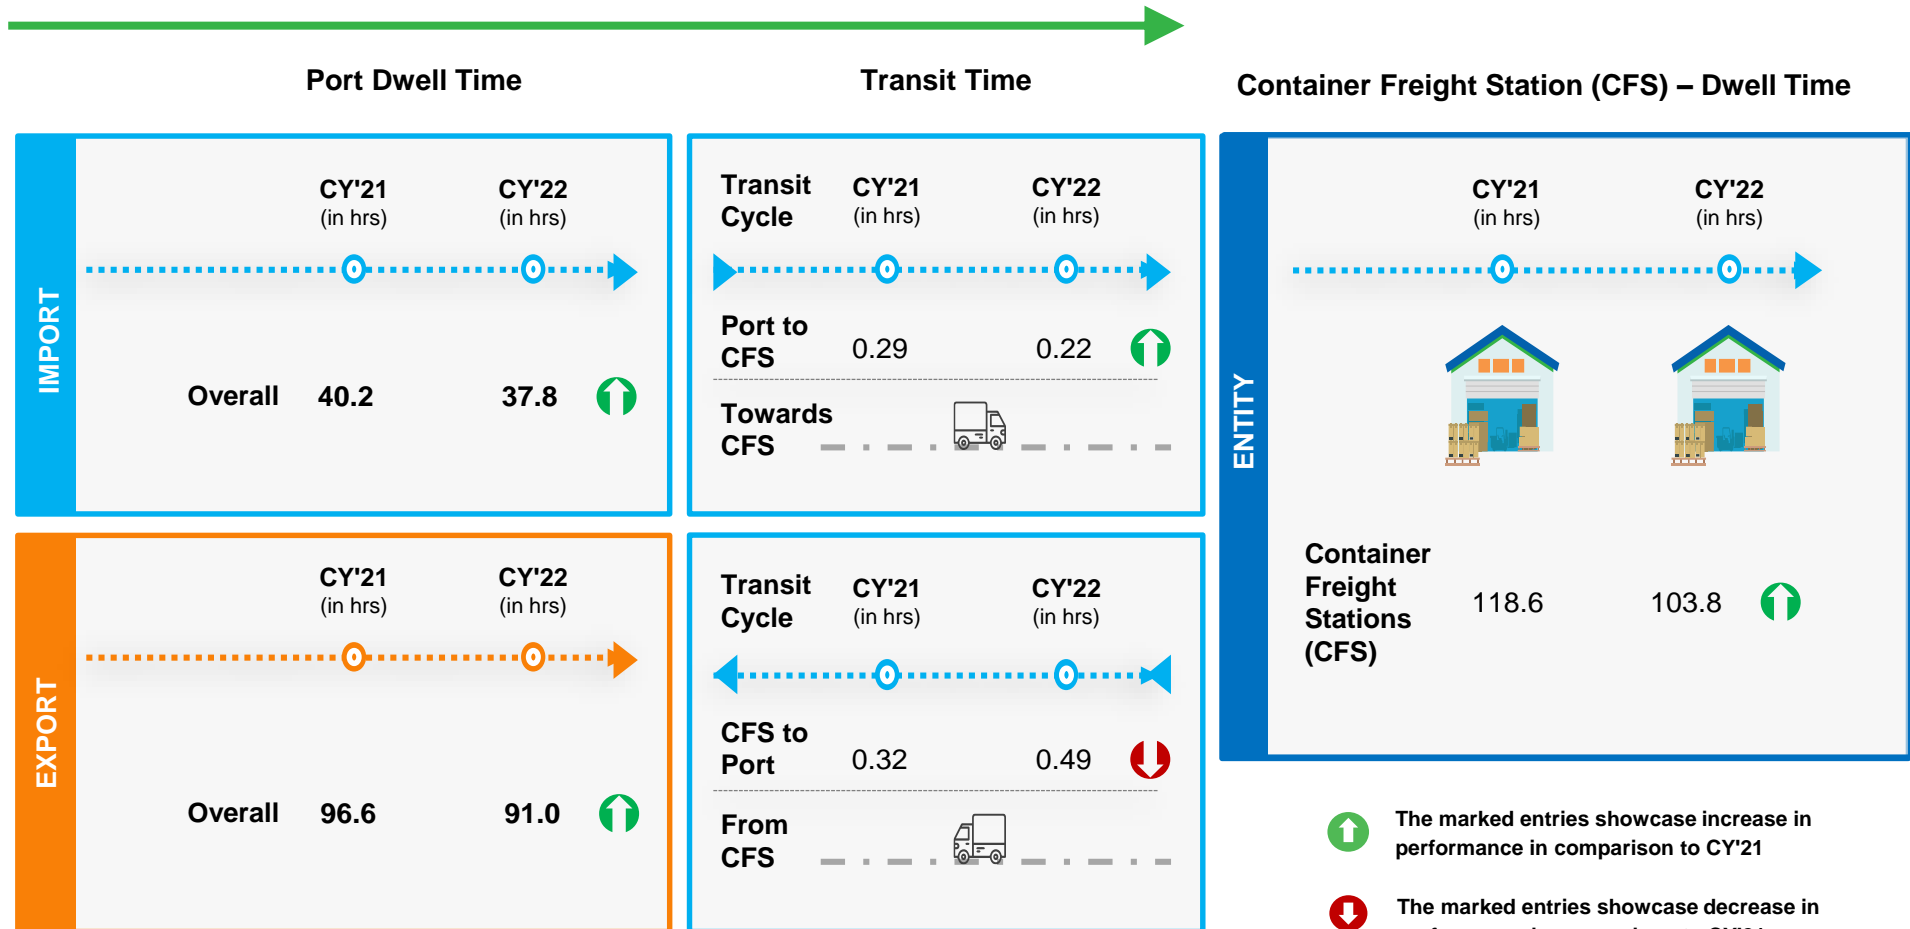 Port Dwell Time
Transit Time
Container Freight Station (CFS) – Dwell Time
IMPORT
CY'21
(in hrs)
CY'22
(in hrs)
Overall 40.2 37.8
Transit
Cycle
CY'21
(in hrs)
CY'22
(in hrs)
Port to
CFS
0.29 0.22
Towards
CFS
ENTITY
CY'21
(in hrs)
CY'22
(in hrs)
Container
Freight
Stations
(CFS)
118.6 103.8
EXPORT
CY'21
(in hrs)
CY'22
(in hrs)
Overall 96.6 91.0
Transit
Cycle
CY'21
(in hrs)
CY'22
(in hrs)
CFS to
Port
0.32 0.49
From
CFS
The marked entries showcase increase in
performance in comparison to CY'21
The marked entries showcase decrease in